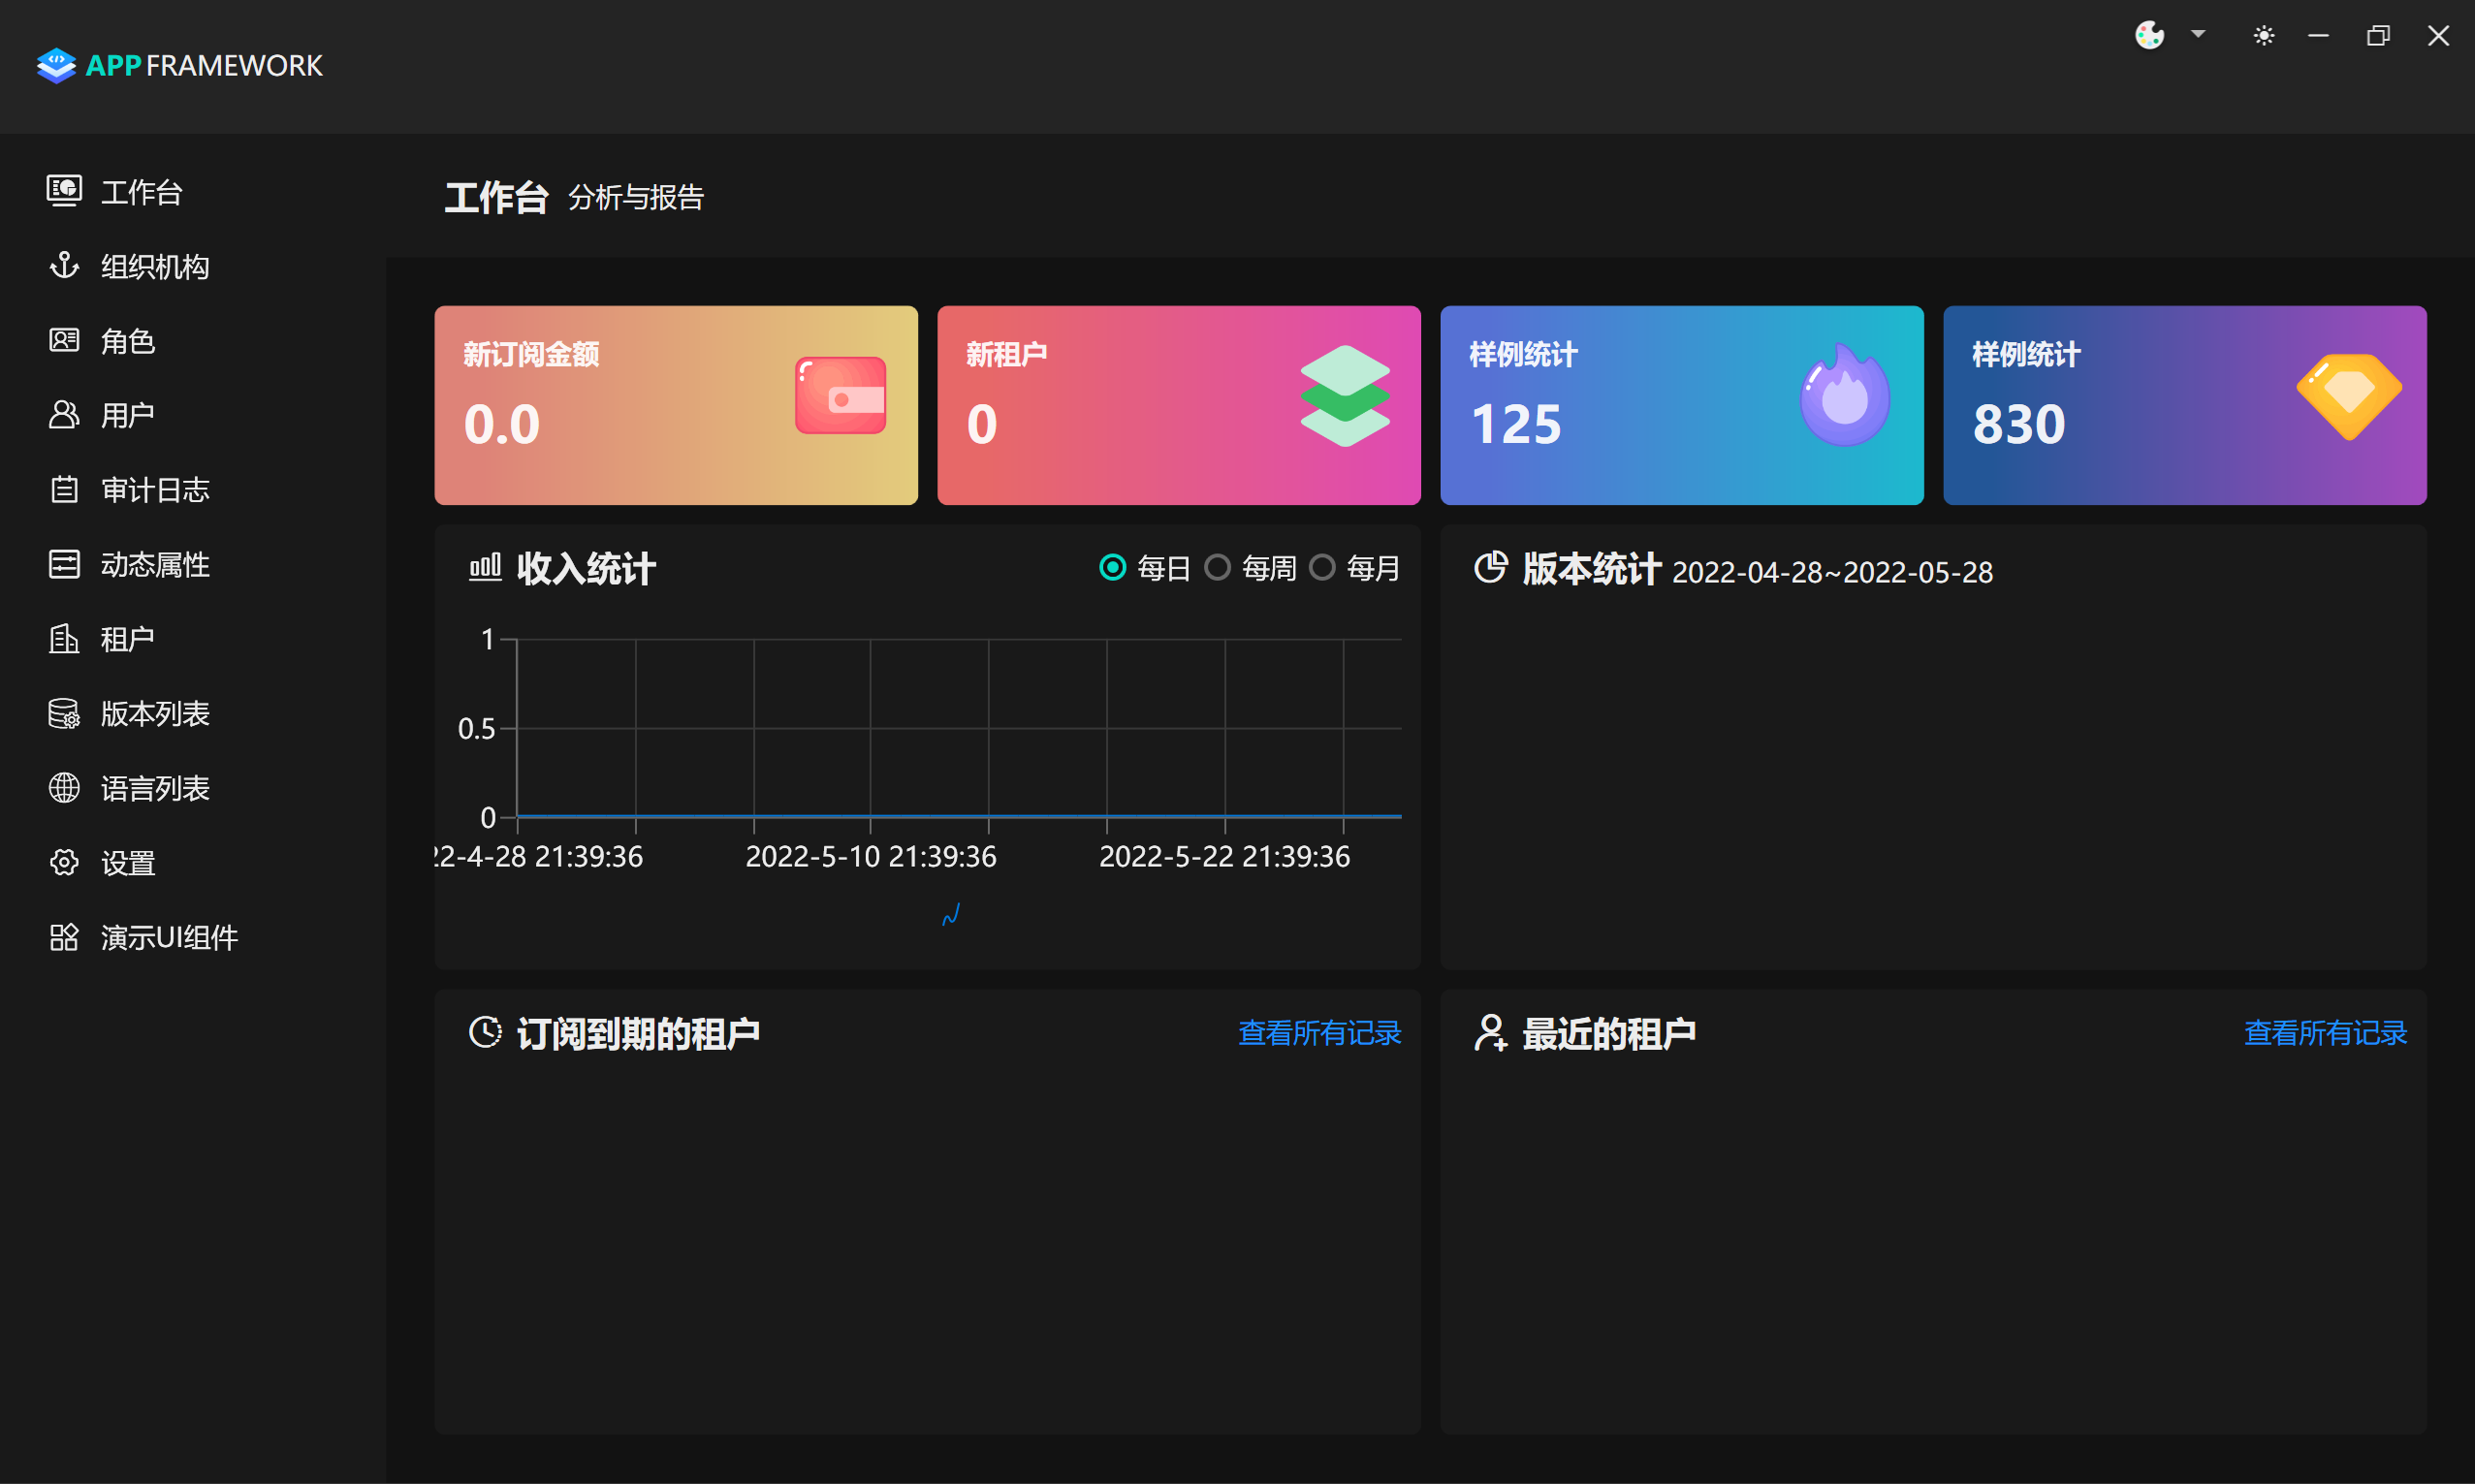 APP FRAMEWORK
工作台
组织机构
角色
用户
审计日志
动态属性
租户
版本列表
语言列表
设置
演示UI组件
工作台 分析与报告
新订阅金额
0.0
新租户
0
样例统计
125
样例统计
830
收入统计
每日 每周 每月
1
0.5
0
22-4-28 21:39:36 2022-5-10 21:39:36 2022-5-22 21:39:36
版本统计 2022-04-28~2022-05-28
订阅到期的租户 查看所有记录
最近的租户 查看所有记录